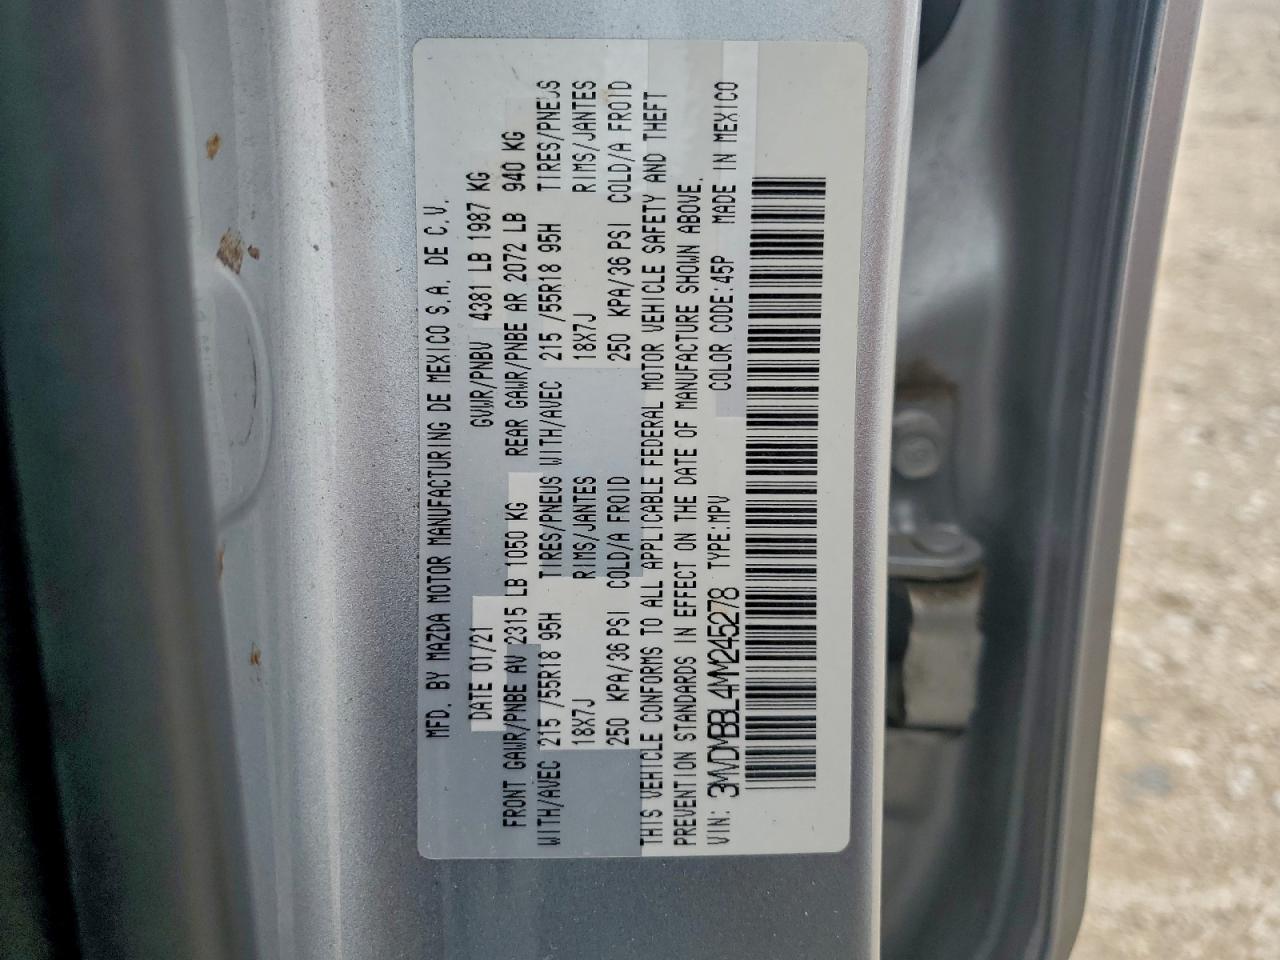 MFD. BY MAZDA MOTOR MANUFACTURING DE MEXICO S.A. DE C.V.
DATE 01/21 GVWR/PNBV 4381 LB 1987 KG
FRONT GAWR/PNBE AV 2315 LB 1050 KG REAR GAWR/PNBE AR 2072 LB 940 KG
WITH/AVEC 215 /55R18 95H TIRES/PNEUS WITH/AVEC 215 /55R18 95H TIRES/PNEUS
18X7J RIMS/JANTES 18X7J RIMS/JANTES
250 KPA/36 PSI COLD/A FROID 250 KPA/36 PSI COLD/A FROID
THIS VEHICLE CONFORMS TO ALL APPLICABLE FEDERAL MOTOR VEHICLE SAFETY AND THEFT
PREVENTION STANDARDS IN EFFECT ON THE DATE OF MANUFACTURE SHOWN ABOVE.
VIN: 3MVDMBBL4MM245278 TYPE:MPV COLOR CODE:45P MADE IN MEXICO